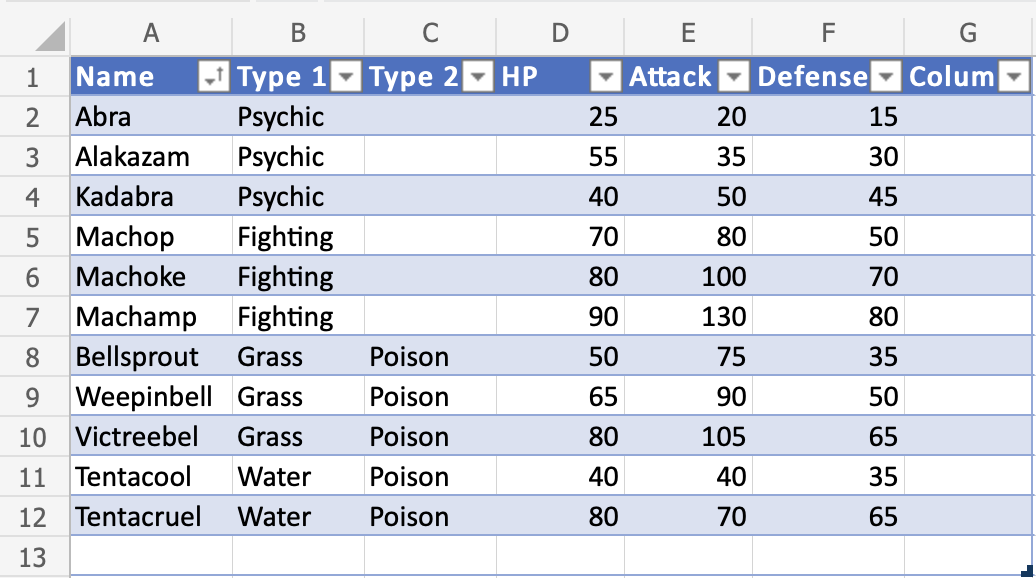 A B C D E F G
1 Name Type 1 Type 2 HP Attack Defense Colum
2 Abra Psychic 25 20 15
3 Alakazam Psychic 55 35 30
4 Kadabra Psychic 40 50 45
5 Machop Fighting 70 80 50
6 Machoke Fighting 80 100 70
7 Machamp Fighting 90 130 80
8 Bellsprout Grass Poison 50 75 35
9 Weepinbell Grass Poison 65 90 50
10 Victreebel Grass Poison 80 105 65
11 Tentacool Water Poison 40 40 35
12 Tentacruel Water Poison 80 70 65
13